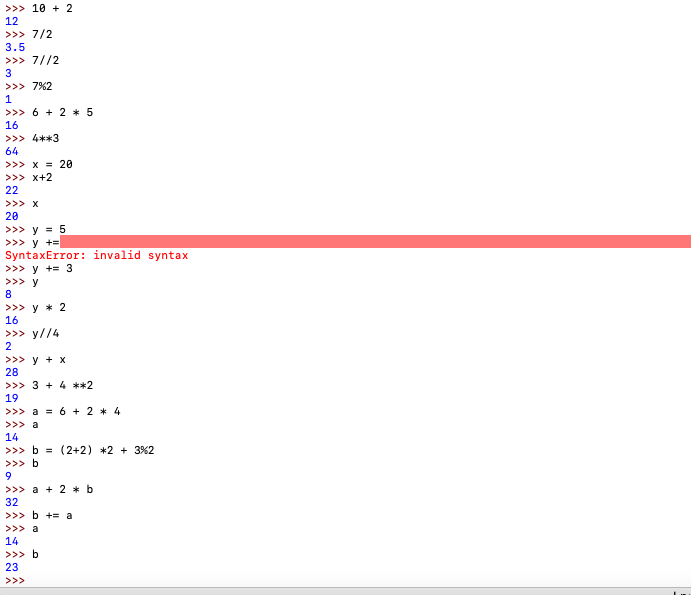 >>> 10 + 2
12
>>> 7/2
3.5
>>> 7//2
3
>>> 7%2
1
>>> 6 + 2 * 5
16
>>> 4**3
64
>>> x = 20
>>> x+2
22
>>> x
20
>>> y = 5
>>> y +=
SyntaxError: invalid syntax
>>> y += 3
>>> y
8
>>> y * 2
16
>>> y//4
2
>>> y + x
28
>>> 3 + 4 **2
19
>>> a = 6 + 2 * 4
>>> a
14
>>> b = (2+2) *2 + 3%2
>>> b
9
>>> a + 2 * b
32
>>> b += a
>>> a
14
>>> b
23
>>>